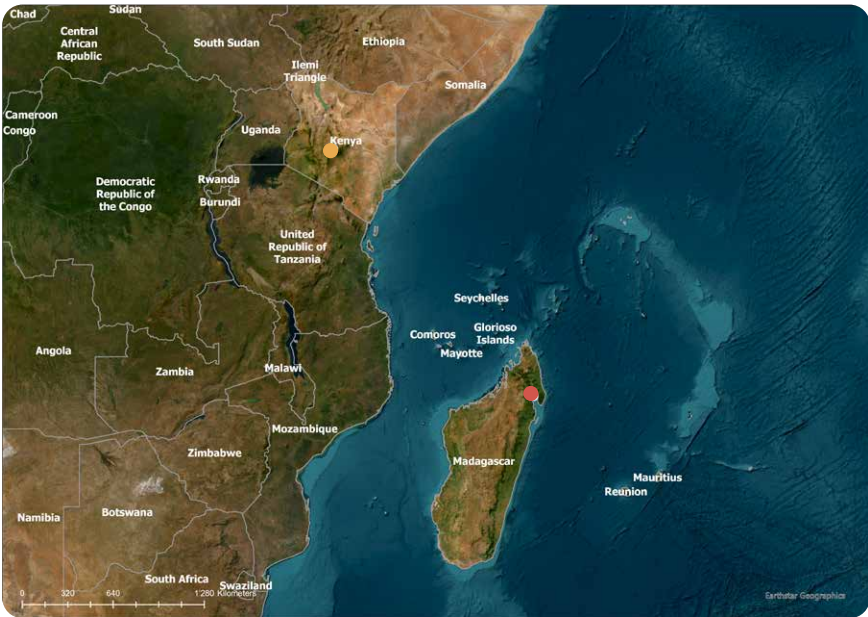 Chad
Sudan
Central
African
Republic
South Sudan
Ethiopia
Ilemi
Triangle
Somalia
Cameroon
Congo
Uganda
Kenya
Democratic
Republic of
the Congo
Rwanda
Burundi
United
Republic of
Tanzania
Seychelles
Comoros
Glorioso
Islands
Mayotte
Angola
Zambia
Malawi
Mozambique
Zimbabwe
Madagascar
Mauritius
Reunion
Namibia
Botswana
South Africa
Swaziland
0 320 640 1'280 Kilometers
Earthstar Geographics